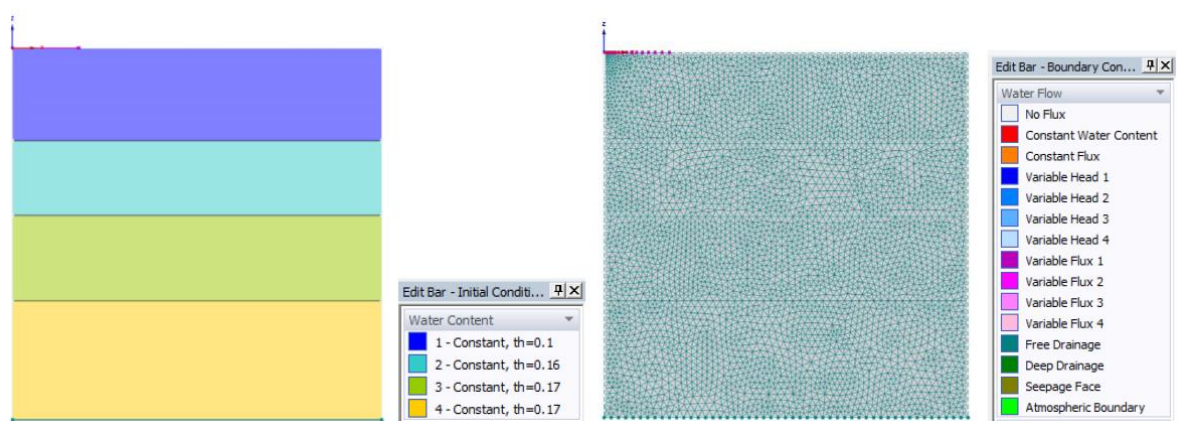 z
Edit Bar - Initial Conditi...
Water Content
1 - Constant, th=0.1
2 - Constant, th=0.16
3 - Constant, th=0.17
4 - Constant, th=0.17
z
Edit Bar - Boundary Con...
Water Flow
No Flux
Constant Water Content
Constant Flux
Variable Head 1
Variable Head 2
Variable Head 3
Variable Head 4
Variable Flux 1
Variable Flux 2
Variable Flux 3
Variable Flux 4
Free Drainage
Deep Drainage
Seepage Face
Atmospheric Boundary